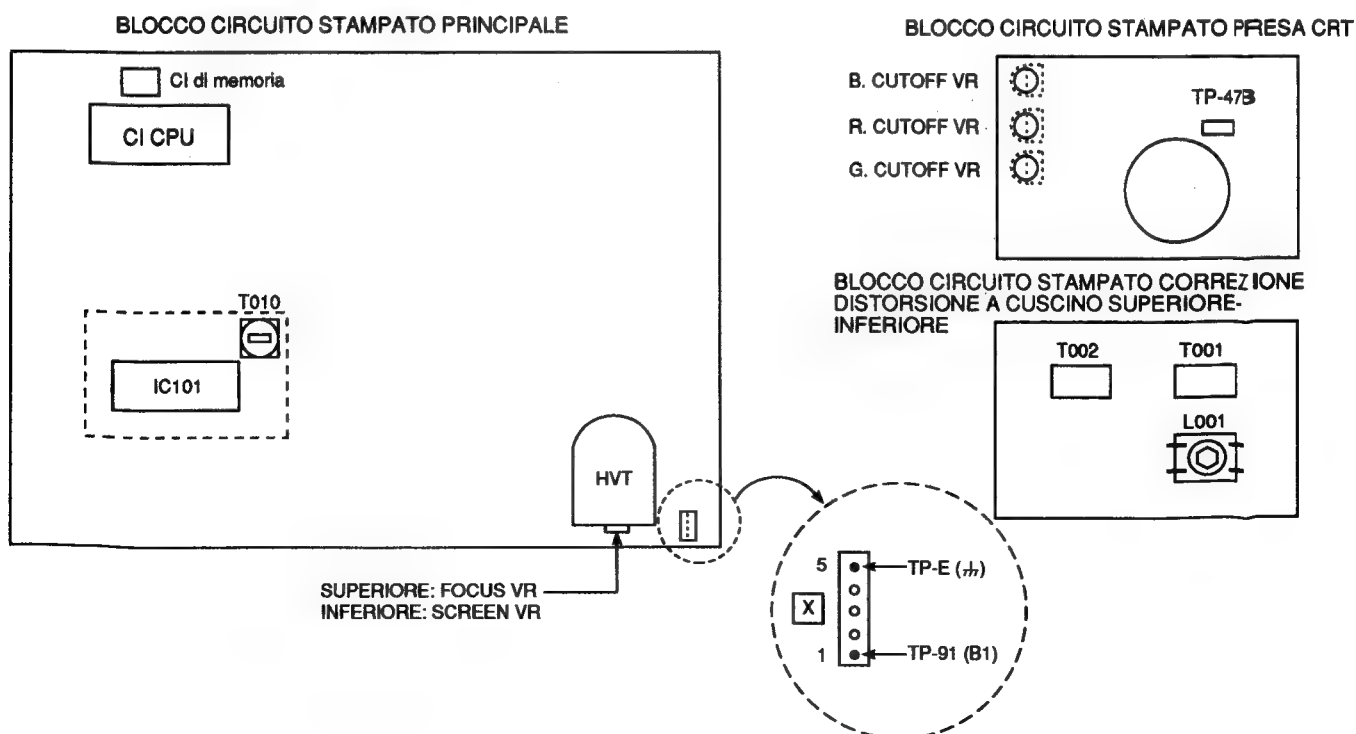 BLOCCO CIRCUITO STAMPATO PRINCIPALE
CI di memoria
CI CPU
T010
IC101
HVT
SUPERIORE: FOCUS VR
INFERIORE: SCREEN VR
BLOCCO CIRCUITO STAMPATO PRESA CRT
B. CUTOFF VR
R. CUTOFF VR
G. CUTOFF VR
TP-47B
BLOCCO CIRCUITO STAMPATO CORREZIONE
DISTORSIONE A CUSCINO SUPERIORE-
INFERIORE
T002
T001
L001
5
TP-E
X
1
TP-91 (B1)